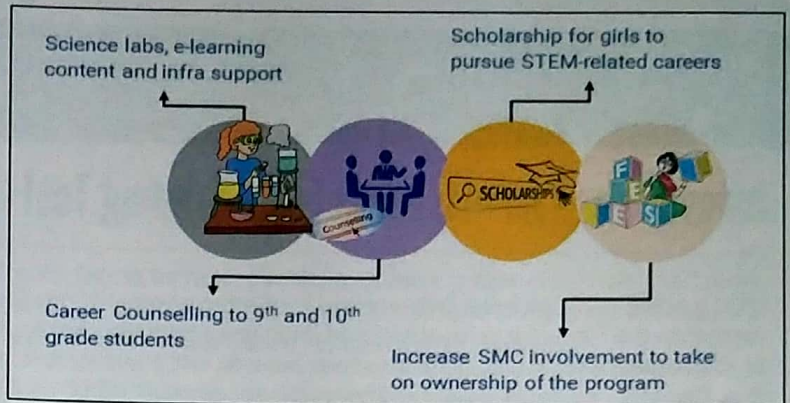 Science labs, e-learning
content and infra support
Scholarship for girls to
pursue STEM-related careers
Counselling
SCHOLARSHIPS
F
E E S
Career Counselling to 9th and 10th
grade students
Increase SMC involvement to take
on ownership of the program